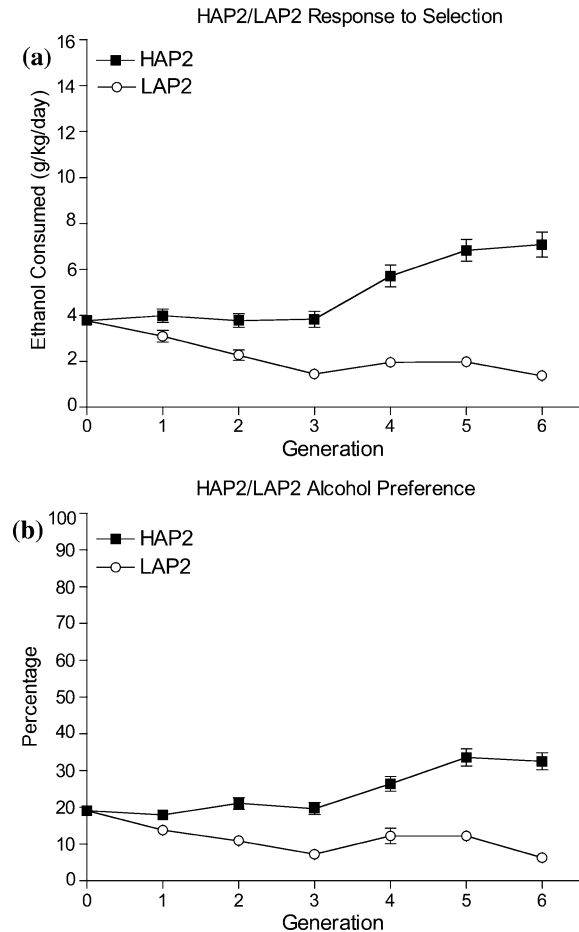 HAP2/LAP2 Response to Selection
(a)
HAP2
LAP2
Ethanol Consumed (g/kg/day)
16
14
12
10
8
6
4
2
0
0 1 2 3 4 5 6
Generation
HAP2/LAP2 Alcohol Preference
(b)
HAP2
LAP2
Percentage
100
90
80
70
60
50
40
30
20
10
0
0 1 2 3 4 5 6
Generation